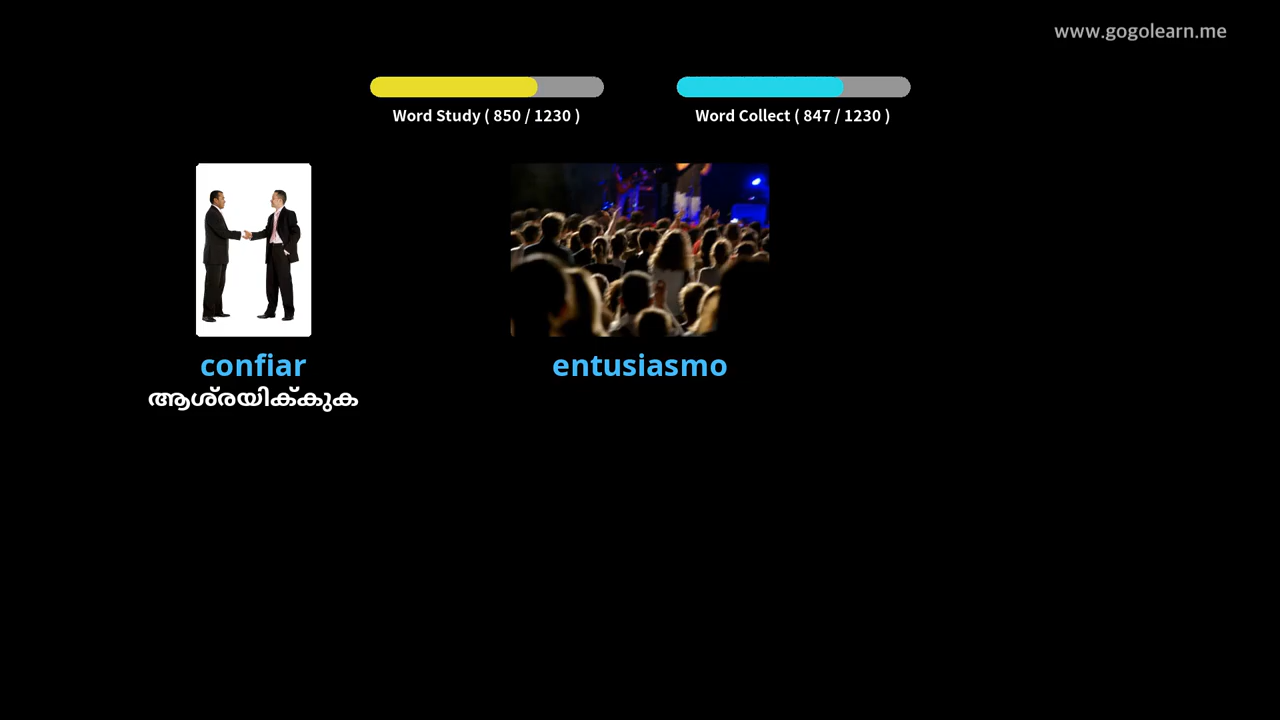 www.gogolearn.me
Word Study ( 850 / 1230 )
Word Collect ( 847 / 1230 )
confiar
entusiasmo
ആശ്രയിക്കുക